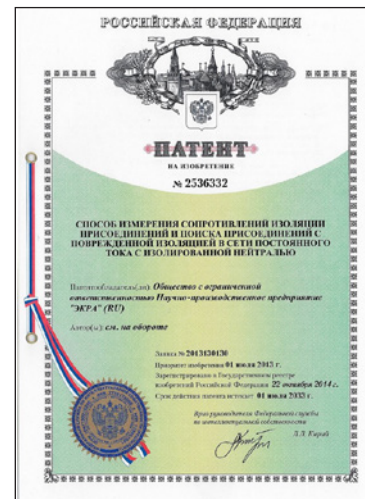 РОССИЙСКАЯ ФЕДЕРАЦИЯ
ПАТЕНТ
НА ИЗОБРЕТЕНИЕ
№ 2536332
СПОСОБ ИЗМЕРЕНИЯ СОПРОТИВЛЕНИЙ ИЗОЛЯЦИИ
ПРИСОЕДИНЕНИЙ И ПОИСКА ПРИСОЕДИНЕНИЙ С
ПОВРЕЖДЕННОЙ ИЗОЛЯЦИЕЙ В СЕТИ ПОСТОЯННОГО
ТОКА С ИЗОЛИРОВАННОЙ НЕЙТРАЛЬЮ
Патентообладатель(ли): Общество с ограниченной
ответственностью Научно-производственное предприятие
"ЭКРА" (RU)
Автор(ы): см. на обороте
Заявка № 2013130130
Приоритет изобретения 01 июля 2013 г.
Зарегистрировано в Государственном реестре
изобретений Российской Федерации 22 октября 2014 г.
Срок действия патента истекает 01 июля 2033 г.
Врио руководителя Федеральной службы
по интеллектуальной собственности
Л.Л. Кирий